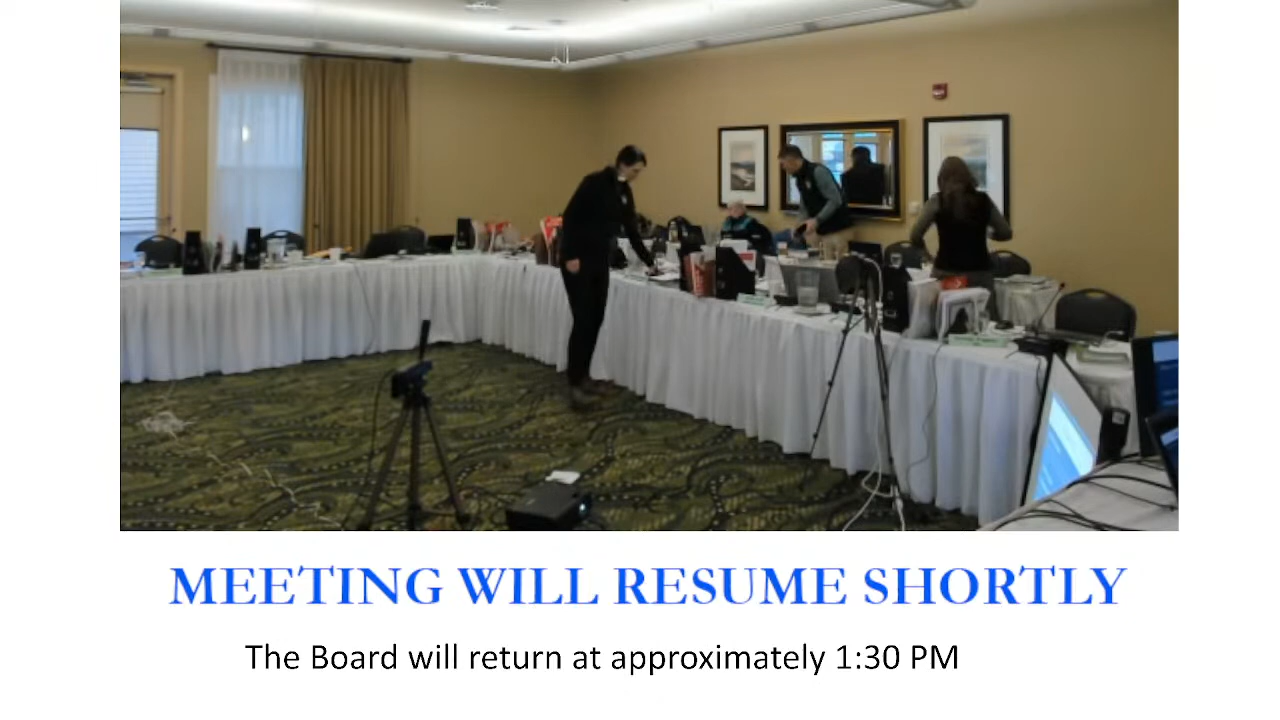 MEETING WILL RESUME SHORTLY
The Board will return at approximately 1:30 PM